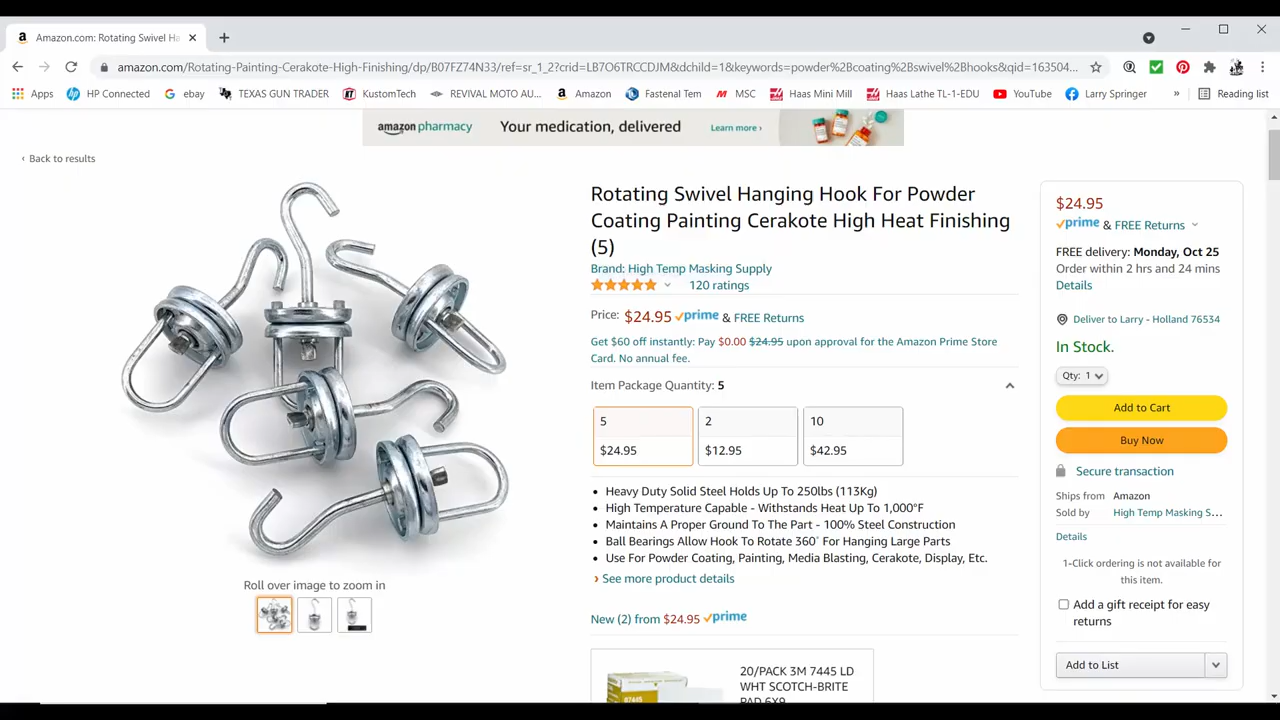 Amazon.com: Rotating Swivel Ha
amazon.com/Rotating-Painting-Cerakote-High-Finishing/dp/B07FZ74N33/ref=sr_1_2?crid=LB7O6TRCCDJM&dchild=1&keywords=powder%2Bcoating%2Bswivel%2Bhooks&qid=163504...
Apps HP Connected ebay TEXAS GUN TRADER KustomTech REVIVAL MOTO AU... Amazon Fastenal Tem MSC Haas Mini Mill Haas Lathe TL-1-EDU YouTube Larry Springer » Reading list
amazon pharmacy Your medication, delivered Learn more ›
‹ Back to results
Rotating Swivel Hanging Hook For Powder
Coating Painting Cerakote High Heat Finishing
(5)
Brand: High Temp Masking Supply
120 ratings
Price: $24.95 prime & FREE Returns
Get $60 off instantly: Pay $0.00 $24.95 upon approval for the Amazon Prime Store
Card. No annual fee.
Item Package Quantity: 5
5 2 10
$24.95 $12.95 $42.95
• Heavy Duty Solid Steel Holds Up To 250lbs (113Kg)
• High Temperature Capable - Withstands Heat Up To 1,000°F
• Maintains A Proper Ground To The Part - 100% Steel Construction
• Ball Bearings Allow Hook To Rotate 360° For Hanging Large Parts
• Use For Powder Coating, Painting, Media Blasting, Cerakote, Display, Etc.
› See more product details
New (2) from $24.95 prime
20/PACK 3M 7445 LD
WHT SCOTCH-BRITE
PAD 6X9
Roll over image to zoom in
$24.95
prime & FREE Returns
FREE delivery: Monday, Oct 25
Order within 2 hrs and 24 mins
Details
Deliver to Larry - Holland 76534
In Stock.
Qty: 1
Add to Cart
Buy Now
Secure transaction
Ships from Amazon
Sold by High Temp Masking S...
Details
1-Click ordering is not available for
this item.
Add a gift receipt for easy
returns
Add to List